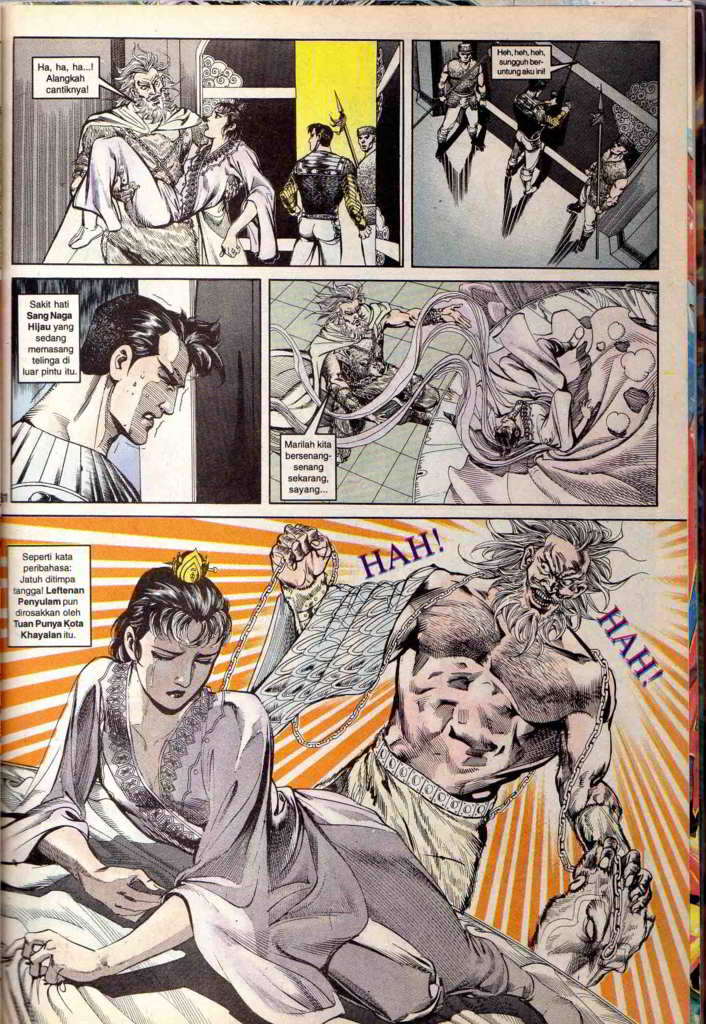 Ha, ha, ha...!
Alangkah
cantiknya!
Heh, heh, heh,
sungguh ber-
untung aku ini!
Sakit hati
Sang Naga
Hijau yang
sedang
memasang
telinga di
luar pintu itu.
Marilah kita
bersenang-
senang
sekarang,
sayang...
Seperti kata
peribahasa:
Jatuh ditimpa
tangga! Leftenan
Penyulam pun
dirosakkan oleh
Tuan Punya Kota
Khayalan itu.
HAH!
HAH!
HAH!